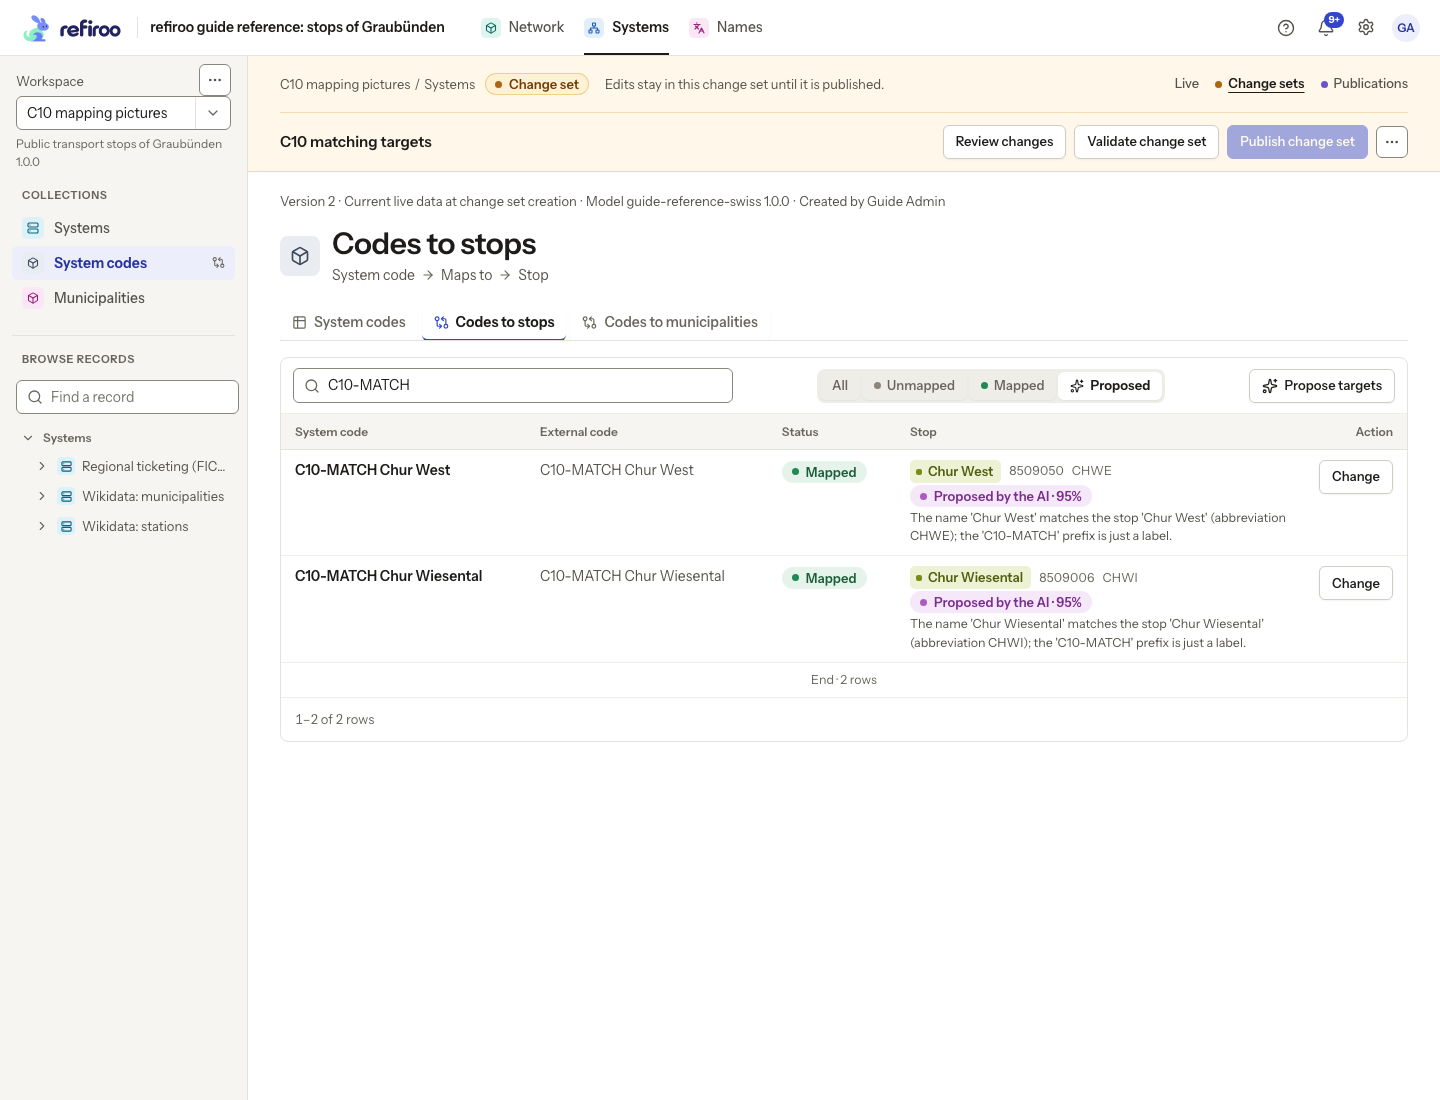 refiroo
refiroo guide reference: stops of Graubünden
Network
Systems
Names
9+
GA
Workspace
C10 mapping pictures
Public transport stops of Graubünden
1.0.0
COLLECTIONS
Systems
System codes
Municipalities
BROWSE RECORDS
Find a record
Systems
Regional ticketing (FIC...
Wikidata: municipalities
Wikidata: stations
C10 mapping pictures / Systems
Change set
Edits stay in this change set until it is published.
Live
Change sets
Publications
C10 matching targets
Review changes
Validate change set
Publish change set
Version 2 · Current live data at change set creation · Model guide-reference-swiss 1.0.0 · Created by Guide Admin
Codes to stops
System code → Maps to → Stop
System codes
Codes to stops
Codes to municipalities
C10-MATCH
All
Unmapped
Mapped
Proposed
Propose targets
System code
External code
Status
Stop
Action
C10-MATCH Chur West
C10-MATCH Chur West
Mapped
Chur West 8509050 CHWE
Change
Proposed by the AI · 95%
The name 'Chur West' matches the stop 'Chur West' (abbreviation
CHWE); the 'C10-MATCH' prefix is just a label.
C10-MATCH Chur Wiesental
C10-MATCH Chur Wiesental
Mapped
Chur Wiesental 8509006 CHWI
Change
Proposed by the AI · 95%
The name 'Chur Wiesental' matches the stop 'Chur Wiesental'
(abbreviation CHWI); the 'C10-MATCH' prefix is just a label.
End · 2 rows
1–2 of 2 rows